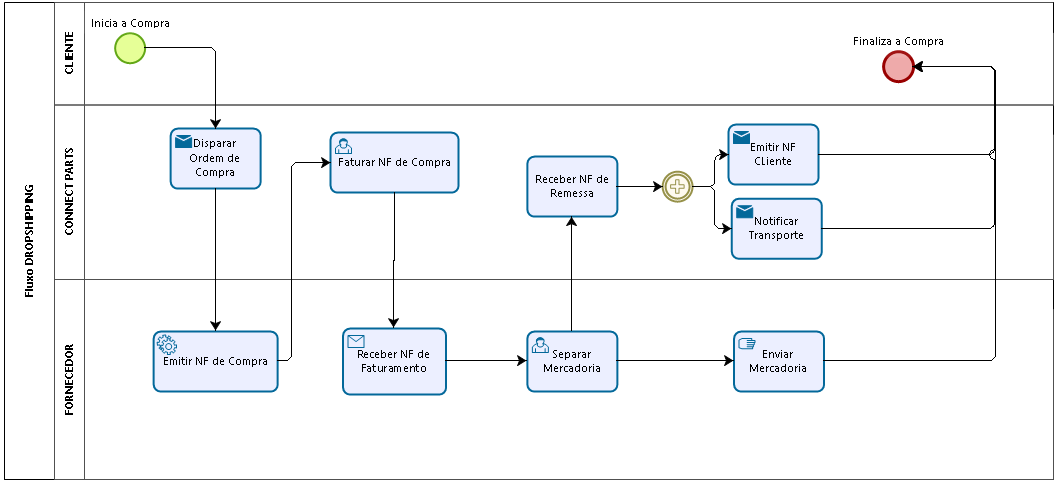 Fluxo DROPSHIPPING
CLIENTE
Inicia a Compra
Finaliza a Compra
CONNECT PARTS
Disparar
Ordem de
Compra
Faturar NF de Compra
Receber NF de
Remessa
Emitir NF
CLiente
Notificar
Transporte
FORNECEDOR
Emitir NF de Compra
Receber NF de
Faturamento
Separar
Mercadoria
Enviar
Mercadoria